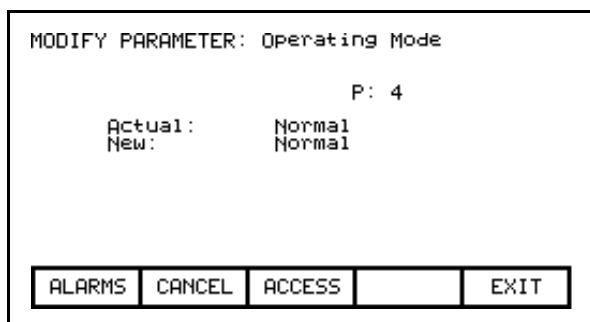 MODIFY PARAMETER: Operating Mode
P: 4
Actual: Normal
New: Normal
ALARMS CANCEL ACCESS EXIT